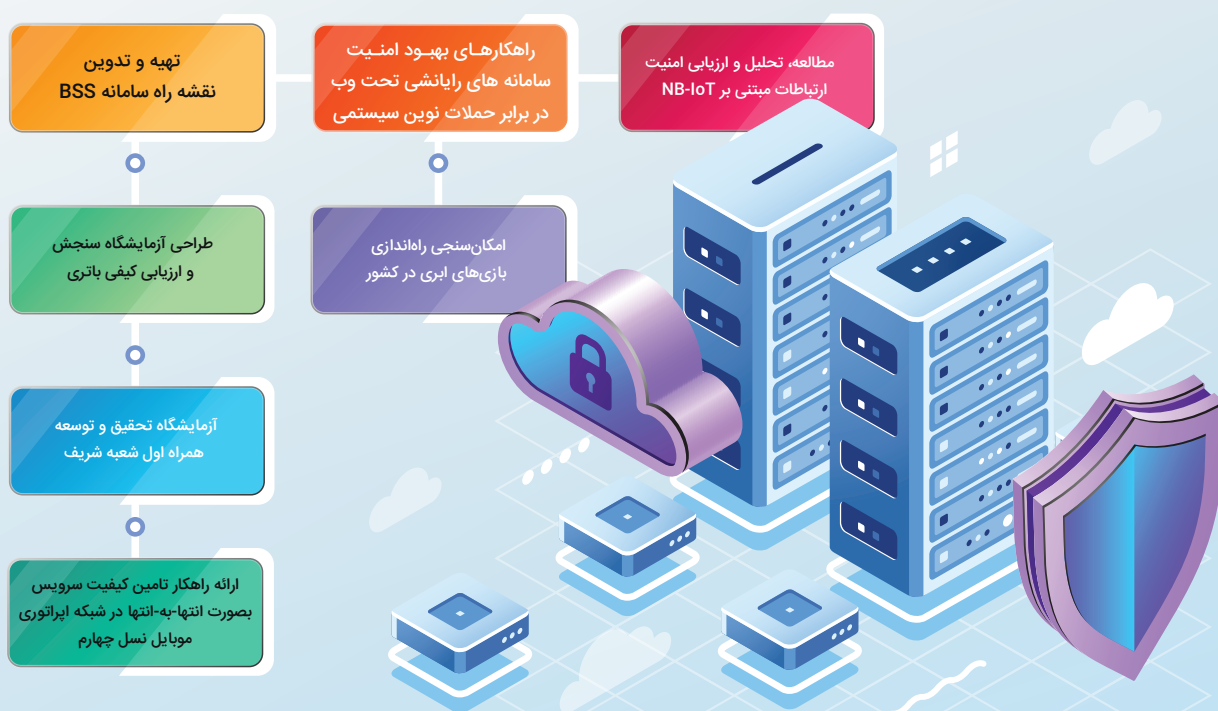 مطالعه، تحلیل و ارزیابی امنیت
ارتباطات مبتنی بر NB-IoT
راهکارهـای بهبـود امنـیت
سامانه های رایانشی تحت وب
در برابر حملات نوین سیستمی
تهیه و تدوین
نقشه راه سامانه BSS
امکان‌سنجی راه‌اندازی
بازی‌های ابری در کشور
طراحی آزمایشگاه سنجش
و ارزیابی کیفی باتری
آزمایشگاه تحقیق و توسعه
همراه اول شعبه شریف
ارائه راهکار تامین کیفیت سرویس
بصورت انتها-به-انتها در شبکه اپراتوری
موبایل نسل چهارم